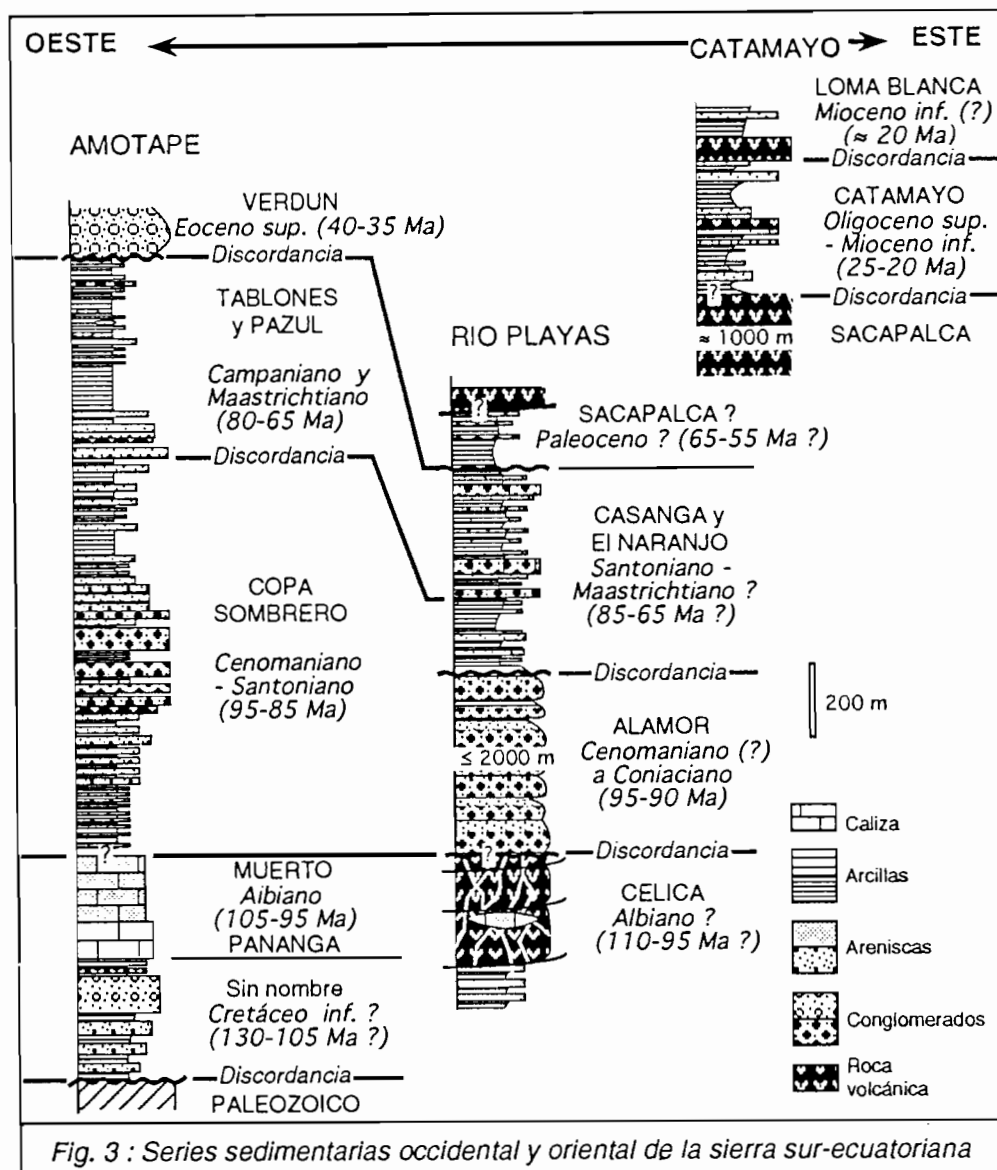 OESTE
CATAMAYO
ESTE
LOMA BLANCA
Mioceno inf. (?)
(≈ 20 Ma)
Discordancia
CATAMAYO
Oligoceno sup.
- Mioceno inf.
(25-20 Ma)
?
Discordancia
≈ 1000 m
SACAPALCA
AMOTAPE
VERDUN
Eoceno sup. (40-35 Ma)
Discordancia
TABLONES
y PAZUL
Campaniano y
Maastrichtiano
(80-65 Ma)
Discordancia
COPA
SOMBRERO
Cenomaniano
- Santoniano
(95-85 Ma)
?
MUERTO
Albiano
(105-95 Ma)
PANANGA
Sin nombre
Cretáceo inf. ?
(130-105 Ma ?)
Discordancia
PALEOZOICO
RIO PLAYAS
?
SACAPALCA ?
Paleoceno ? (65-55 Ma ?)
CASANGA y
El NARANJO
Santoniano -
Maastrichtiano ?
(85-65 Ma ?)
Discordancia
ALAMOR
≤ 2000 m
Cenomaniano (?)
a Coniaciano
(95-90 Ma)
?
Discordancia
CELICA
Albiano ?
(110-95 Ma ?)
200 m
Caliza
Arcillas
Areniscas
Conglomerados
Roca
volcánica
Fig. 3 : Series sedimentarias occidental y oriental de la sierra sur-ecuatoriana